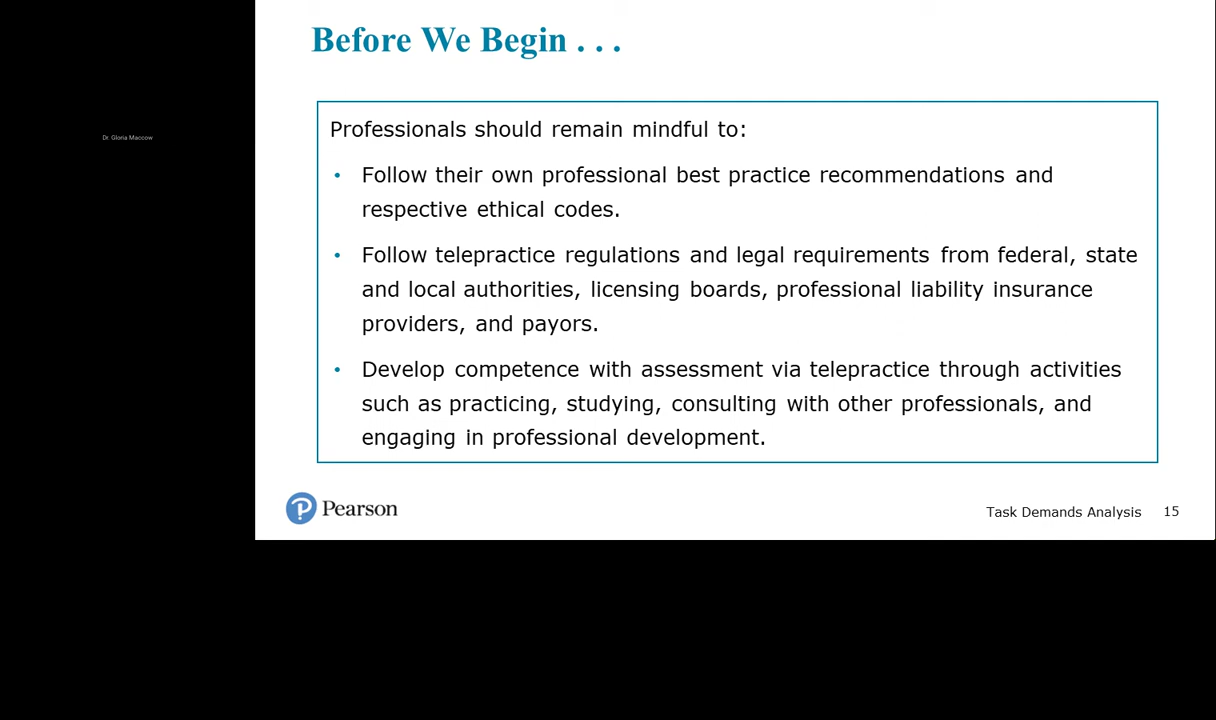 Before We Begin . . .
Dr. Gloria Maccow
Professionals should remain mindful to:
• Follow their own professional best practice recommendations and
respective ethical codes.
• Follow telepractice regulations and legal requirements from federal, state
and local authorities, licensing boards, professional liability insurance
providers, and payors.
• Develop competence with assessment via telepractice through activities
such as practicing, studying, consulting with other professionals, and
engaging in professional development.
Pearson
Task Demands Analysis 15